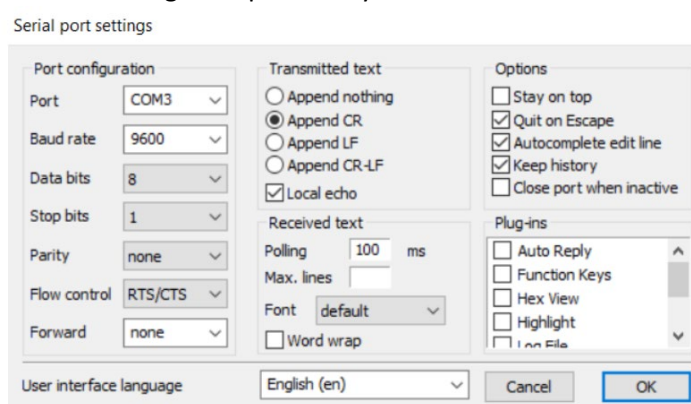 Serial port settings
Port configuration
Port COM3
Baud rate 9600
Data bits 8
Stop bits 1
Parity none
Flow control RTS/CTS
Forward none
Transmitted text
Append nothing
Append CR
Append LF
Append CR-LF
Local echo
Received text
Polling 100 ms
Max. lines
Font default
Word wrap
Options
Stay on top
Quit on Escape
Autocomplete edit line
Keep history
Close port when inactive
Plug-ins
Auto Reply
Function Keys
Hex View
Highlight
Log File
User interface language English (en) Cancel OK